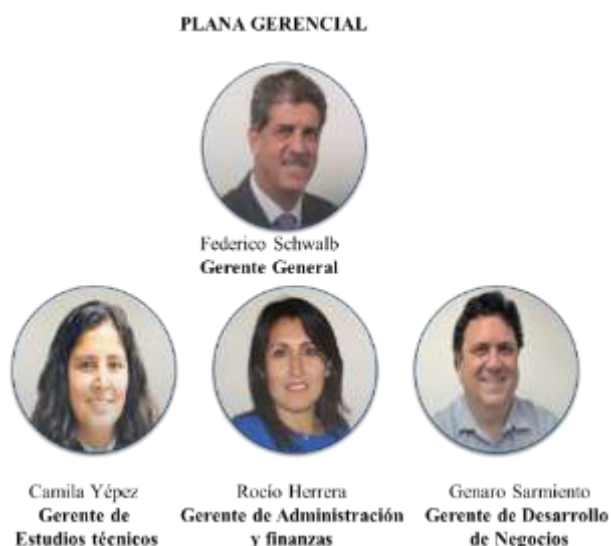 PLANA GERENCIAL
Federico Schwalb
Gerente General
Camila Yépez
Gerente de
Estudios técnicos
Rocío Herrera
Gerente de Administración
y finanzas
Genaro Sarmiento
Gerente de Desarrollo
de Negocios